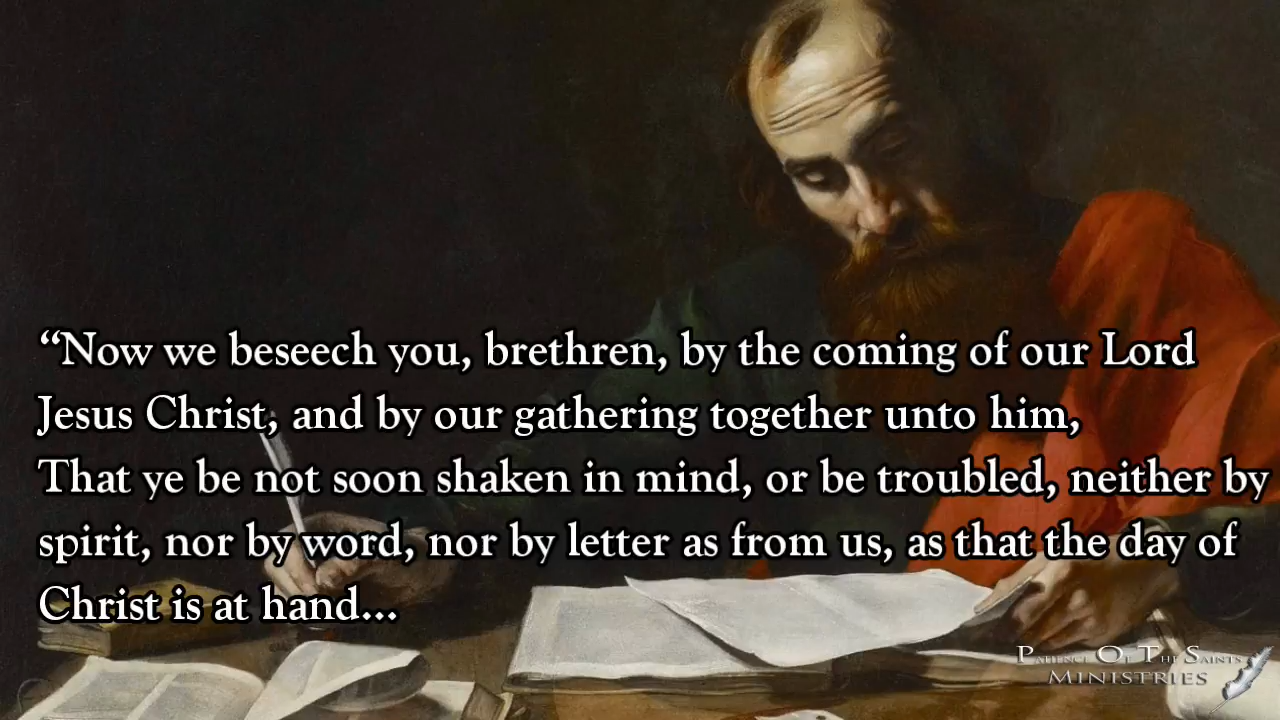 “Now we beseech you, brethren, by the coming of our Lord
Jesus Christ, and by our gathering together unto him,
That ye be not soon shaken in mind, or be troubled, neither by
spirit, nor by word, nor by letter as from us, as that the day of
Christ is at hand...
Patience Of The Saints
Ministries